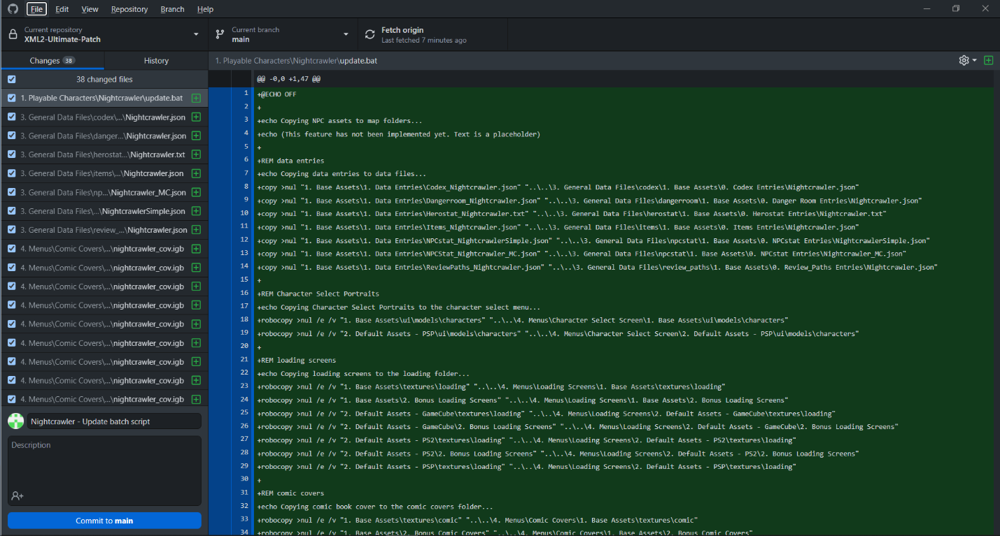 File Edit View Repository Branch Help
Current repository
XML2-Ultimate-Patch
Current branch
main
Fetch origin
Last fetched 7 minutes ago
Changes 38
History
1. Playable Characters\Nightcrawler\update.bat
38 changed files
1. Playable Characters\Nightcrawler\update.bat
3. General Data Files\codex\...\Nightcrawler.json
3. General Data Files\danger...\Nightcrawler.json
3. General Data Files\herostat...\Nightcrawler.txt
3. General Data Files\items\...\Nightcrawler.json
3. General Data Files\np...\Nightcrawler_MC.json
3. General Data Files\...\NightcrawlerSimple.json
3. General Data Files\review_...\Nightcrawler.json
4. Menus\Comic Covers\...\nightcrawler_cov.igb
4. Menus\Comic Covers\...\nightcrawler_cov.igb
4. Menus\Comic Covers\...\nightcrawler_cov.igb
4. Menus\Comic Covers\...\nightcrawler_cov.igb
4. Menus\Comic Covers\...\nightcrawler_cov.igb
4. Menus\Comic Covers\...\nightcrawler_cov.igb
4. Menus\Comic Covers\...\nightcrawler_cov.igb
4. Menus\Comic Covers\...\nightcrawler_cov.igb
4. Menus\Comic Covers\...\nightcrawler_cov.igb
Nightcrawler - Update batch script
Description
Commit to main
@@ -0,0 +1,47 @@
1 +@ECHO OFF
2 +
3 +echo Copying NPC assets to map folders...
4 +echo (This feature has not been implemented yet. Text is a placeholder)
5 +
6 +REM data entries
7 +echo Copying data entries to data files...
8 +copy >nul "1. Base Assets\1. Data Entries\Codex_Nightcrawler.json" "..\..\3. General Data Files\codex\1. Base Assets\0. Codex Entries\Nightcrawler.json"
9 +copy >nul "1. Base Assets\1. Data Entries\Dangerroom_Nightcrawler.json" "..\..\3. General Data Files\dangerroom\1. Base Assets\0. Danger Room Entries\Nightcrawler.json"
10 +copy >nul "1. Base Assets\1. Data Entries\Herostat_Nightcrawler.txt" "..\..\3. General Data Files\herostat\1. Base Assets\0. Herostat Entries\Nightcrawler.txt"
11 +copy >nul "1. Base Assets\1. Data Entries\Items_Nightcrawler.json" "..\..\3. General Data Files\items\1. Base Assets\0. Items Entries\Nightcrawler.json"
12 +copy >nul "1. Base Assets\1. Data Entries\NPCstat_NightcrawlerSimple.json" "..\..\3. General Data Files\npcstat\1. Base Assets\0. NPCstat Entries\NightcrawlerSimple.json"
13 +copy >nul "1. Base Assets\1. Data Entries\NPCStat_Nightcrawler_MC.json" "..\..\3. General Data Files\npcstat\1. Base Assets\0. NPCstat Entries\Nightcrawler_MC.json"
14 +copy >nul "1. Base Assets\1. Data Entries\ReviewPaths_Nightcrawler.json" "..\..\3. General Data Files\review_paths\1. Base Assets\0. Review_Paths Entries\Nightcrawler.json"
15 +
16 +REM Character Select Portraits
17 +echo Copying Character Select Portraits to the character select menu...
18 +robocopy >nul /e /v "1. Base Assets\ui\models\characters" "..\..\4. Menus\Character Select Screen\1. Base Assets\ui\models\characters"
19 +robocopy >nul /e /v "2. Default Assets - PSP\ui\models\characters" "..\..\4. Menus\Character Select Screen\2. Default Assets - PSP\ui\models\characters"
20 +
21 +REM loading screens
22 +echo Copying loading screens to the loading folder...
23 +robocopy >nul /e /v "1. Base Assets\textures\loading" "..\..\4. Menus\Loading Screens\1. Base Assets\textures\loading"
24 +robocopy >nul /e /v "1. Base Assets\2. Bonus Loading Screens" "..\..\4. Menus\Loading Screens\1. Base Assets\2. Bonus Loading Screens"
25 +robocopy >nul /e /v "2. Default Assets - GameCube\textures\loading" "..\..\4. Menus\Loading Screens\2. Default Assets - GameCube\textures\loading"
26 +robocopy >nul /e /v "2. Default Assets - GameCube\2. Bonus Loading Screens" "..\..\4. Menus\Loading Screens\2. Default Assets - GameCube\2. Bonus Loading Screens"
27 +robocopy >nul /e /v "2. Default Assets - PS2\textures\loading" "..\..\4. Menus\Loading Screens\2. Default Assets - PS2\textures\loading"
28 +robocopy >nul /e /v "2. Default Assets - PS2\2. Bonus Loading Screens" "..\..\4. Menus\Loading Screens\2. Default Assets - PS2\2. Bonus Loading Screens"
29 +robocopy >nul /e /v "2. Default Assets - PSP\textures\loading" "..\..\4. Menus\Loading Screens\2. Default Assets - PSP\textures\loading"
30 +
31 +REM comic covers
32 +echo Copying comic book cover to the comic covers folder...
33 +robocopy >nul /e /v "1. Base Assets\textures\comic" "..\..\4. Menus\Comic Covers\1. Base Assets\textures\comic"
34 +robocopy >nul /e /v "1. Base Assets\2. Bonus Comic Covers" "..\..\4. Menus\Comic Covers\1. Base Assets\2. Bonus Comic Covers"